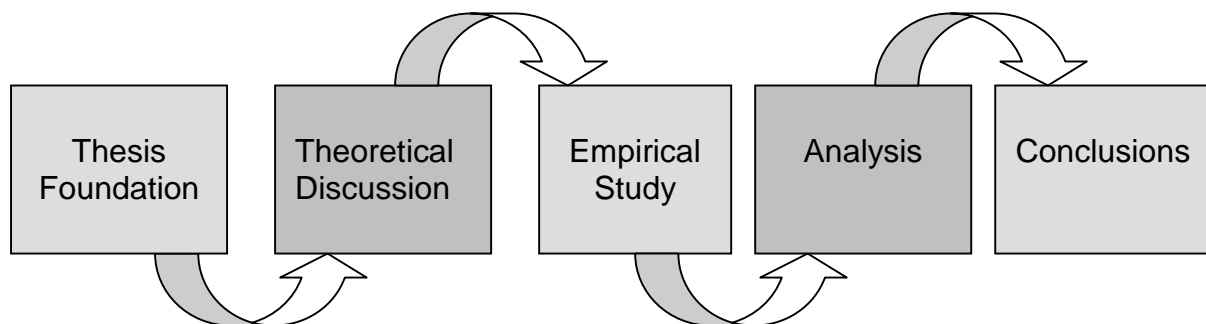 Thesis
Foundation
Theoretical
Discussion
Empirical
Study
Analysis
Conclusions